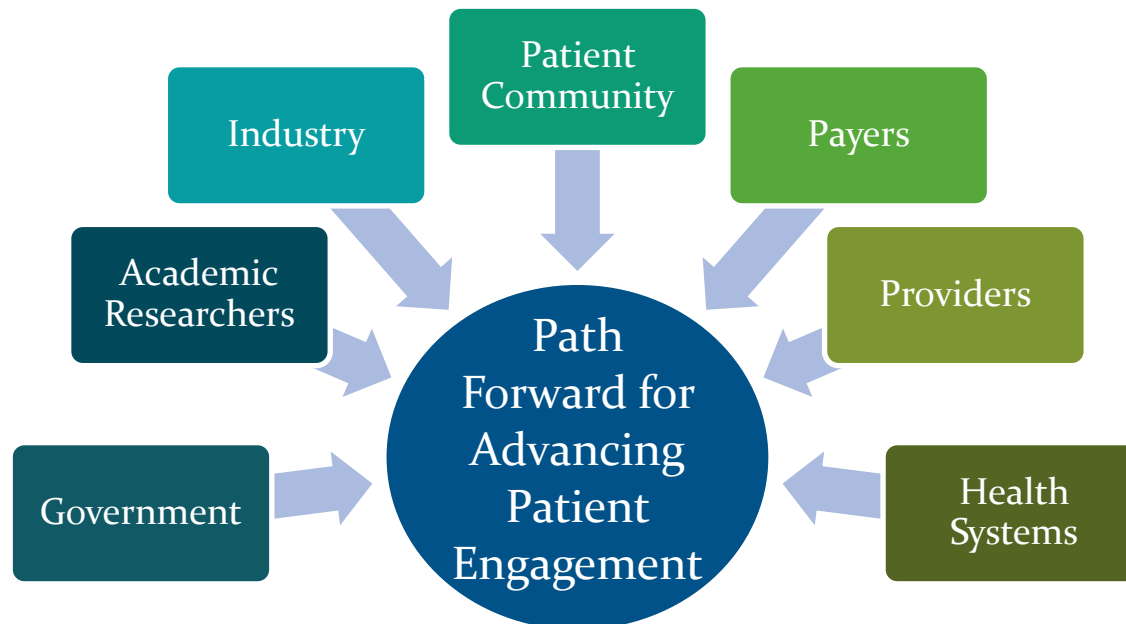 Patient
Community
Industry
Payers
Academic
Researchers
Providers
Government
Health
Systems
Path
Forward for
Advancing
Patient
Engagement